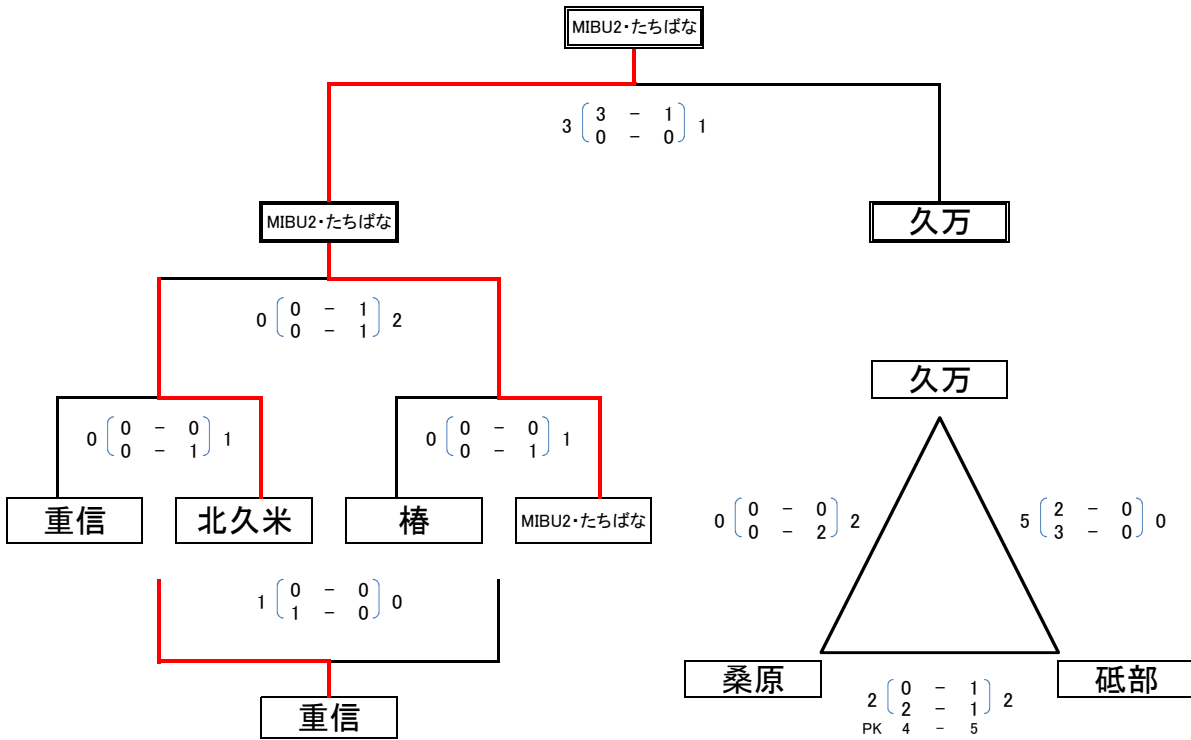 MIBU2・たちばな
3 3 - 1 1
0 - 0
MIBU2・たちばな 久万
0 0 - 1 2
0 - 1
久万
0 0 - 0 1 0 0 - 0 1
0 - 1 0 - 1
重信 北久米 椿 MIBU2・たちばな
0 0 - 0 2 5 2 - 0 0
0 - 2 3 - 0
1 0 - 0 0
1 - 0
桑原 砥部
2 0 - 1 2
2 - 1
PK 4 - 5
重信